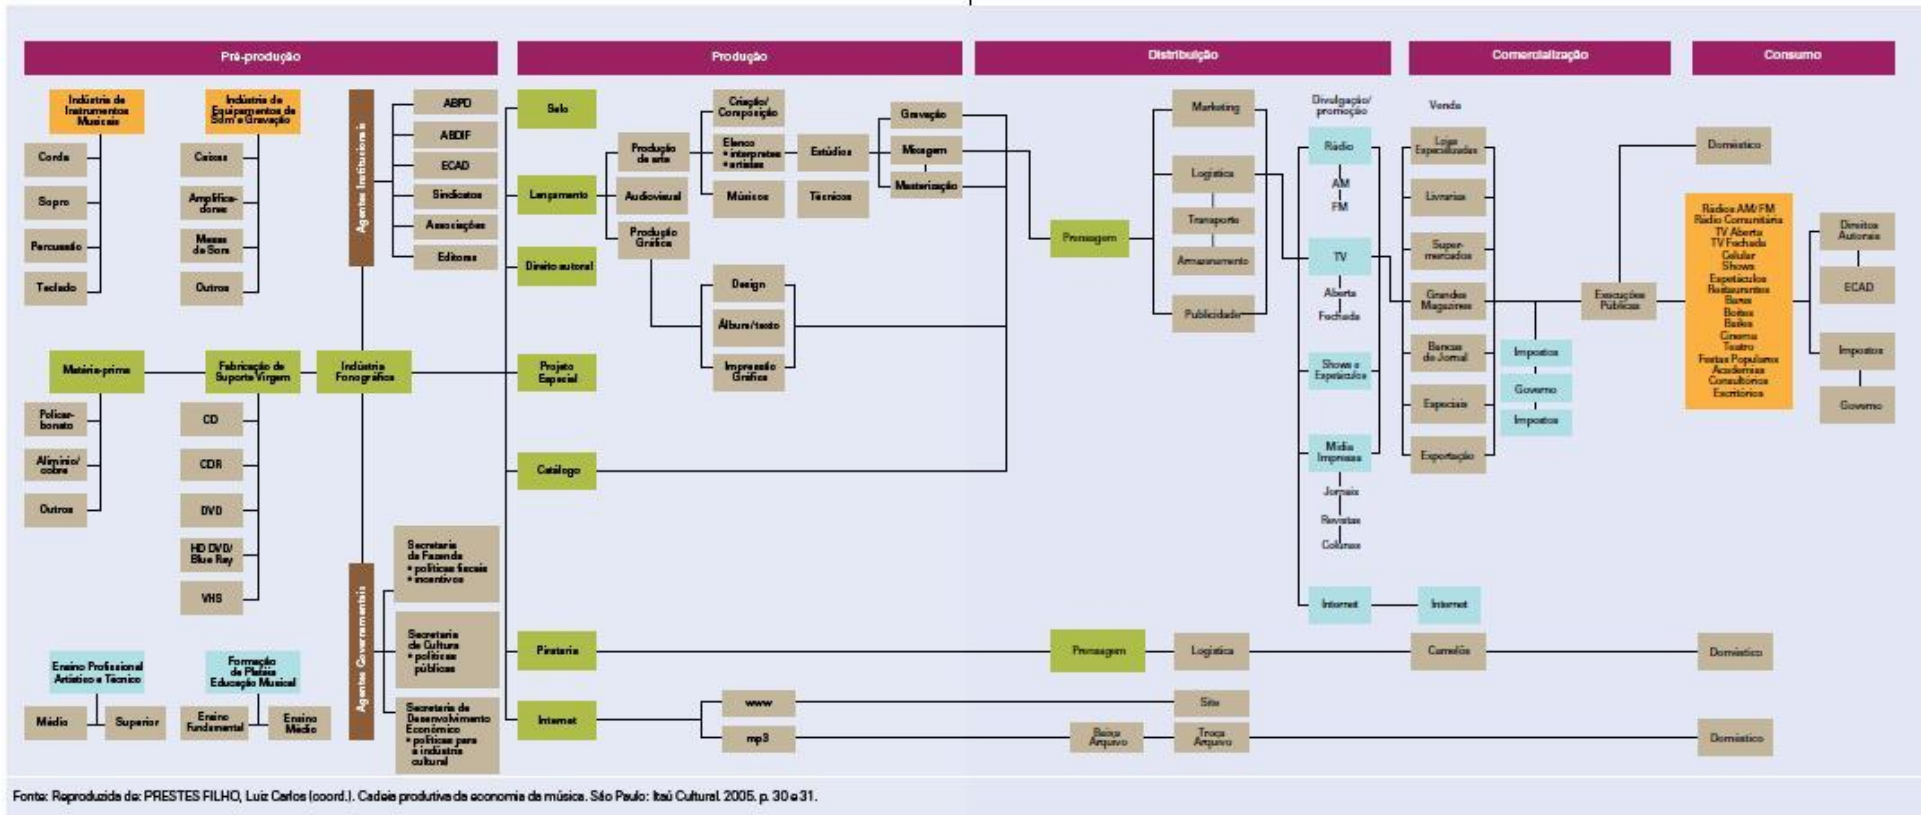 Pré-produção
Produção
Distribuição
Comercialização
Consumo
Indústria de
Instrumentos
Musicais
Corda
Sopro
Percussão
Teclado
Indústria de
Equipamentos de
Som e Gravação
Caixas
Amplifica-
dores
Mesas
de Som
Outros
Matéria-prima
Policar-
bonato
Alimínio/
cobre
Outros
Fabricação de
Suporte Virgem
CD
CDR
DVD
HD DVD/
Blue Ray
VHS
Indústria
Fonográfica
Ensino Profissional
Artístico e Técnico
Médio
Superior
Formação
de Platéia
Educação Musical
Ensino
Fundamental
Ensino
Médio
Agentes Institucionais
ABPD
ABDIF
ECAD
Sindicatos
Associações
Editoras
Agentes Governamentais
Secretaria
da Fazenda
• políticas fiscais
• incentivos
Secretaria
de Cultura
• políticas
públicas
Secretaria de
Desenvolvimento
Econômico
• políticas para
a indústria
cultural
Selo
Lançamento
Direito autoral
Projeto
Especial
Catálogo
Pirataria
Internet
Produção
de arte
Audiovisual
Produção
Gráfica
Criação/
Composição
Elenco
• intérpretes
• artistas
Músicos
Estúdios
Técnicos
Gravação
Mixagem
Masterização
Design
Álbum/texto
Impressão
Gráfica
www
mp3
Prensagem
Prensagem
Baixa
Arquivo
Marketing
Logística
Transporte
Armazenamento
Publicidade
Logística
Site
Troca
Arquivo
Divulgação/
promoção
Rádio
AM
FM
TV
Aberta
Fechada
Shows e
Espetáculos
Mídia
Impressa
Jornais
Revistas
Colunas
Internet
Venda
Lojas
Especializadas
Livrarias
Super-
mercados
Grandes
Magazines
Bancas
de Jornal
Especiais
Exportação
Internet
Camelôs
Impostos
Governo
Impostos
Execuções
Públicas
Doméstico
Rádios AM/FM
Rádio Comunitária
TV Aberta
TV Fechada
Celular
Shows
Espetáculos
Restaurantes
Bares
Boites
Bailes
Cinema
Teatro
Festas Populares
Academias
Consultórios
Escritórios
Direitos
Autorais
ECAD
Impostos
Governo
Doméstico
Doméstico
Fonte: Reproduzida de: PRESTES FILHO, Luiz Carlos (coord.). Cadeia produtiva da economia da música. São Paulo: Itaú Cultural. 2005. p. 30 e 31.